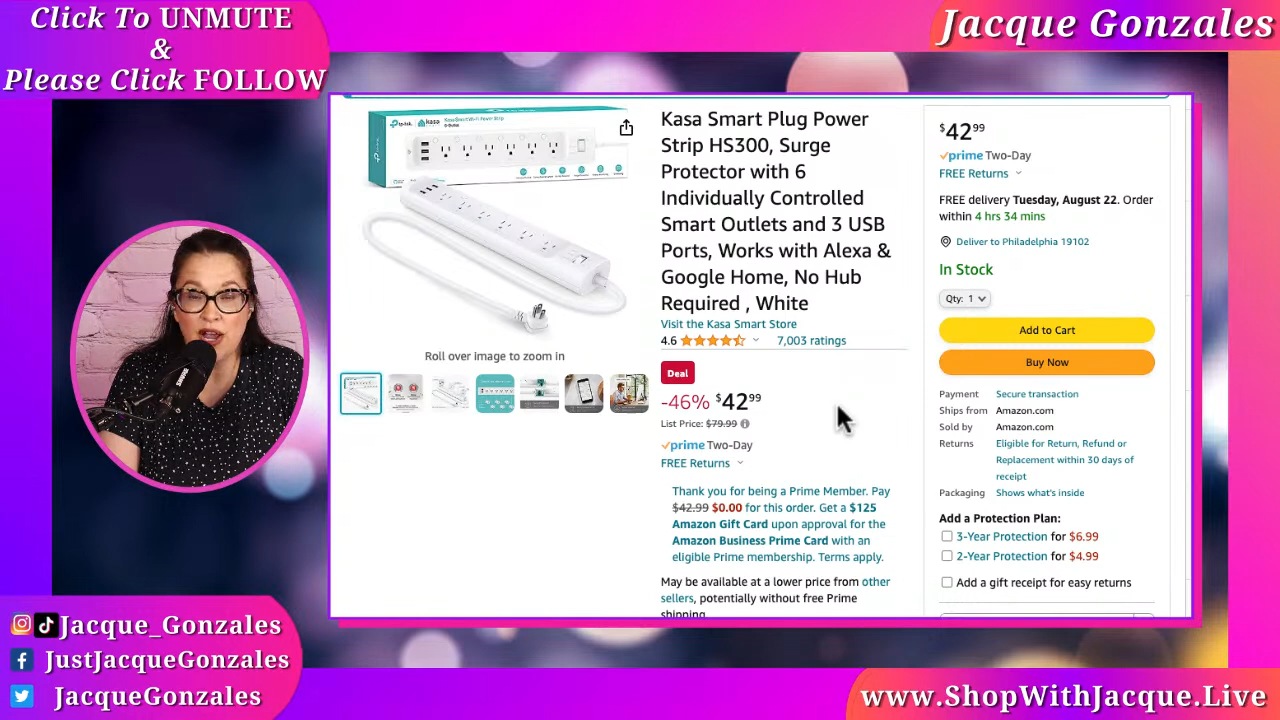 Click To UNMUTE
&
Please Click FOLLOW
Jacque Gonzales
Kasa Smart Plug Power
Strip HS300, Surge
Protector with 6
Individually Controlled
Smart Outlets and 3 USB
Ports, Works with Alexa &
Google Home, No Hub
Required , White
Visit the Kasa Smart Store
4.6
7,003 ratings
Roll over image to zoom in
Deal
-46% $42 99
List Price: $79.99
prime Two-Day
FREE Returns
Thank you for being a Prime Member. Pay
$42.99 $0.00 for this order. Get a $125
Amazon Gift Card upon approval for the
Amazon Business Prime Card with an
eligible Prime membership. Terms apply.
May be available at a lower price from other
sellers, potentially without free Prime
shipping.
$42 99
prime Two-Day
FREE Returns
FREE delivery Tuesday, August 22. Order
within 4 hrs 34 mins
Deliver to Philadelphia 19102
In Stock
Qty: 1
Add to Cart
Buy Now
Payment Secure transaction
Ships from Amazon.com
Sold by Amazon.com
Returns Eligible for Return, Refund or
Replacement within 30 days of
receipt
Packaging Shows what's inside
Add a Protection Plan:
3-Year Protection for $6.99
2-Year Protection for $4.99
Add a gift receipt for easy returns
Jacque_Gonzales
JustJacqueGonzales
JacqueGonzales
www.ShopWithJacque.Live